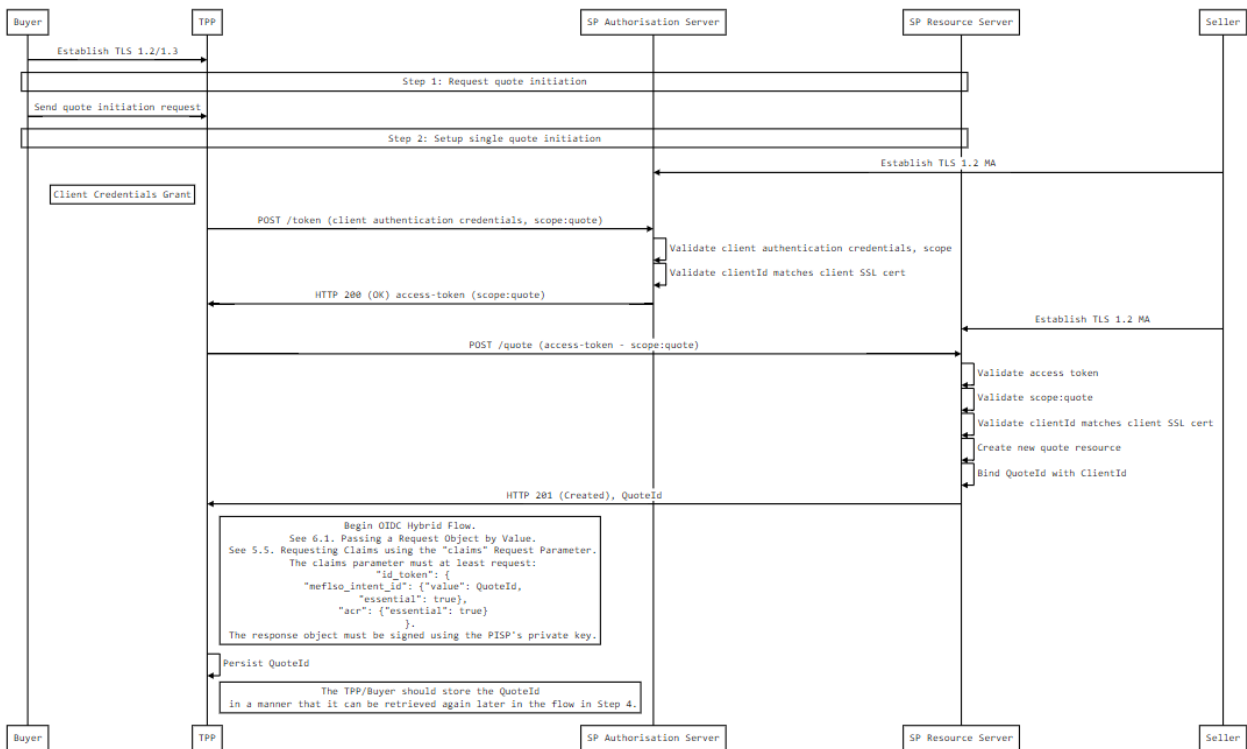 Buyer
TPP
SP Authorisation Server
SP Resource Server
Seller
Establish TLS 1.2/1.3
Step 1: Request quote initiation
Send quote initiation request
Step 2: Setup single quote initiation
Establish TLS 1.2 MA
Client Credentials Grant
POST /token (client authentication credentials, scope:quote)
Validate client authentication credentials, scope
Validate clientId matches client SSL cert
HTTP 200 (OK) access-token (scope:quote)
Establish TLS 1.2 MA
POST /quote (access-token - scope:quote)
Validate access token
Validate scope:quote
Validate clientId matches client SSL cert
Create new quote resource
Bind QuoteId with ClientId
HTTP 201 (Created), QuoteId
Begin OIDC Hybrid Flow.
See 6.1. Passing a Request Object by Value.
See 5.5. Requesting Claims using the "claims" Request Parameter.
The claims parameter must at least request:
"id_token": {
"meflso_intent_id": {"value": QuoteId,
"essential": true},
"acr": {"essential": true}
}.
The response object must be signed using the PISP's private key.
Persist QuoteId
The TPP/Buyer should store the QuoteId
in a manner that it can be retrieved again later in the flow in Step 4.
Buyer
TPP
SP Authorisation Server
SP Resource Server
Seller